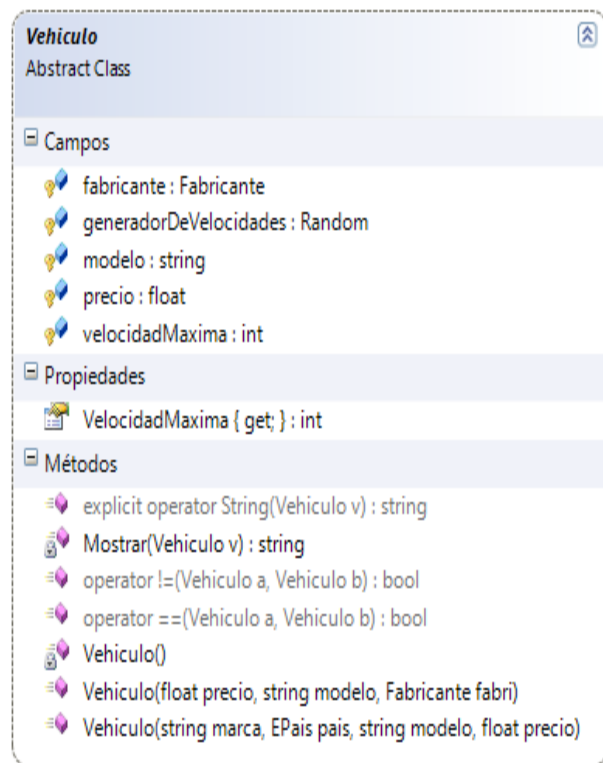 Vehiculo
Abstract Class
Campos
fabricante : Fabricante
generadorDeVelocidades : Random
modelo : string
precio : float
velocidadMaxima : int
Propiedades
VelocidadMaxima { get; } : int
Métodos
explicit operator String(Vehiculo v) : string
Mostrar(Vehiculo v) : string
operator !=(Vehiculo a, Vehiculo b) : bool
operator ==(Vehiculo a, Vehiculo b) : bool
Vehiculo()
Vehiculo(float precio, string modelo, Fabricante fabri)
Vehiculo(string marca, EPais pais, string modelo, float precio)